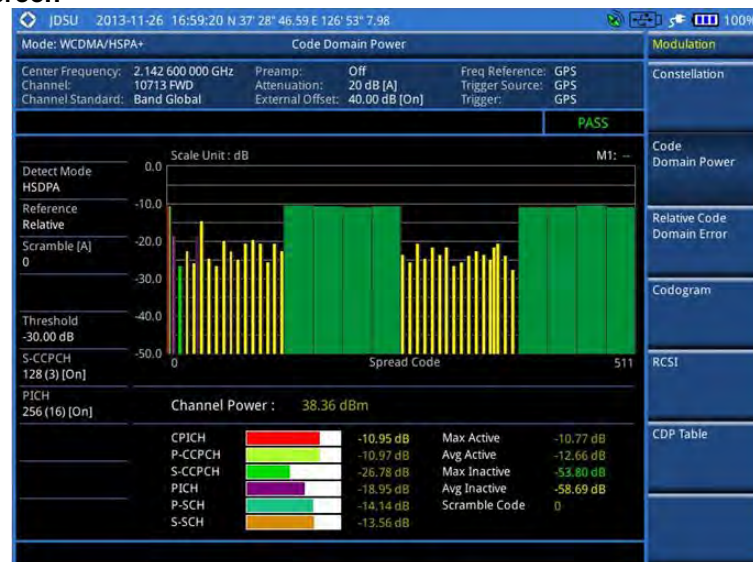 JDSU 2013-11-26 16:59:20 N 37' 28" 46.59 E 126' 53" 7.98 100%
Mode: WCDMA/HSPA+ Code Domain Power Modulation
Center Frequency: 2.142 600 000 GHz Preamp: Off Freq Reference: GPS
Channel: 10713 FWD Attenuation: 20 dB [A] Trigger Source: GPS
Channel Standard: Band Global External Offset: 40.00 dB [On] Trigger: GPS
PASS
Constellation
Code
Domain Power
Relative Code
Domain Error
Codogram
RCSI
CDP Table
Detect Mode
HSDPA
Reference
Relative
Scramble [A]
0
Threshold
-30.00 dB
S-CCPCH
128 (3) [On]
PICH
256 (16) [On]
Scale Unit : dB M1: --
0.0
-10.0
-20.0
-30.0
-40.0
-50.0
0 Spread Code 511
Channel Power : 38.36 dBm
CPICH -10.95 dB Max Active -10.77 dB
P-CCPCH -10.97 dB Avg Active -12.66 dB
S-CCPCH -26.78 dB Max Inactive -53.80 dB
PICH -18.95 dB Avg Inactive -58.69 dB
P-SCH -14.14 dB Scramble Code 0
S-SCH -13.56 dB